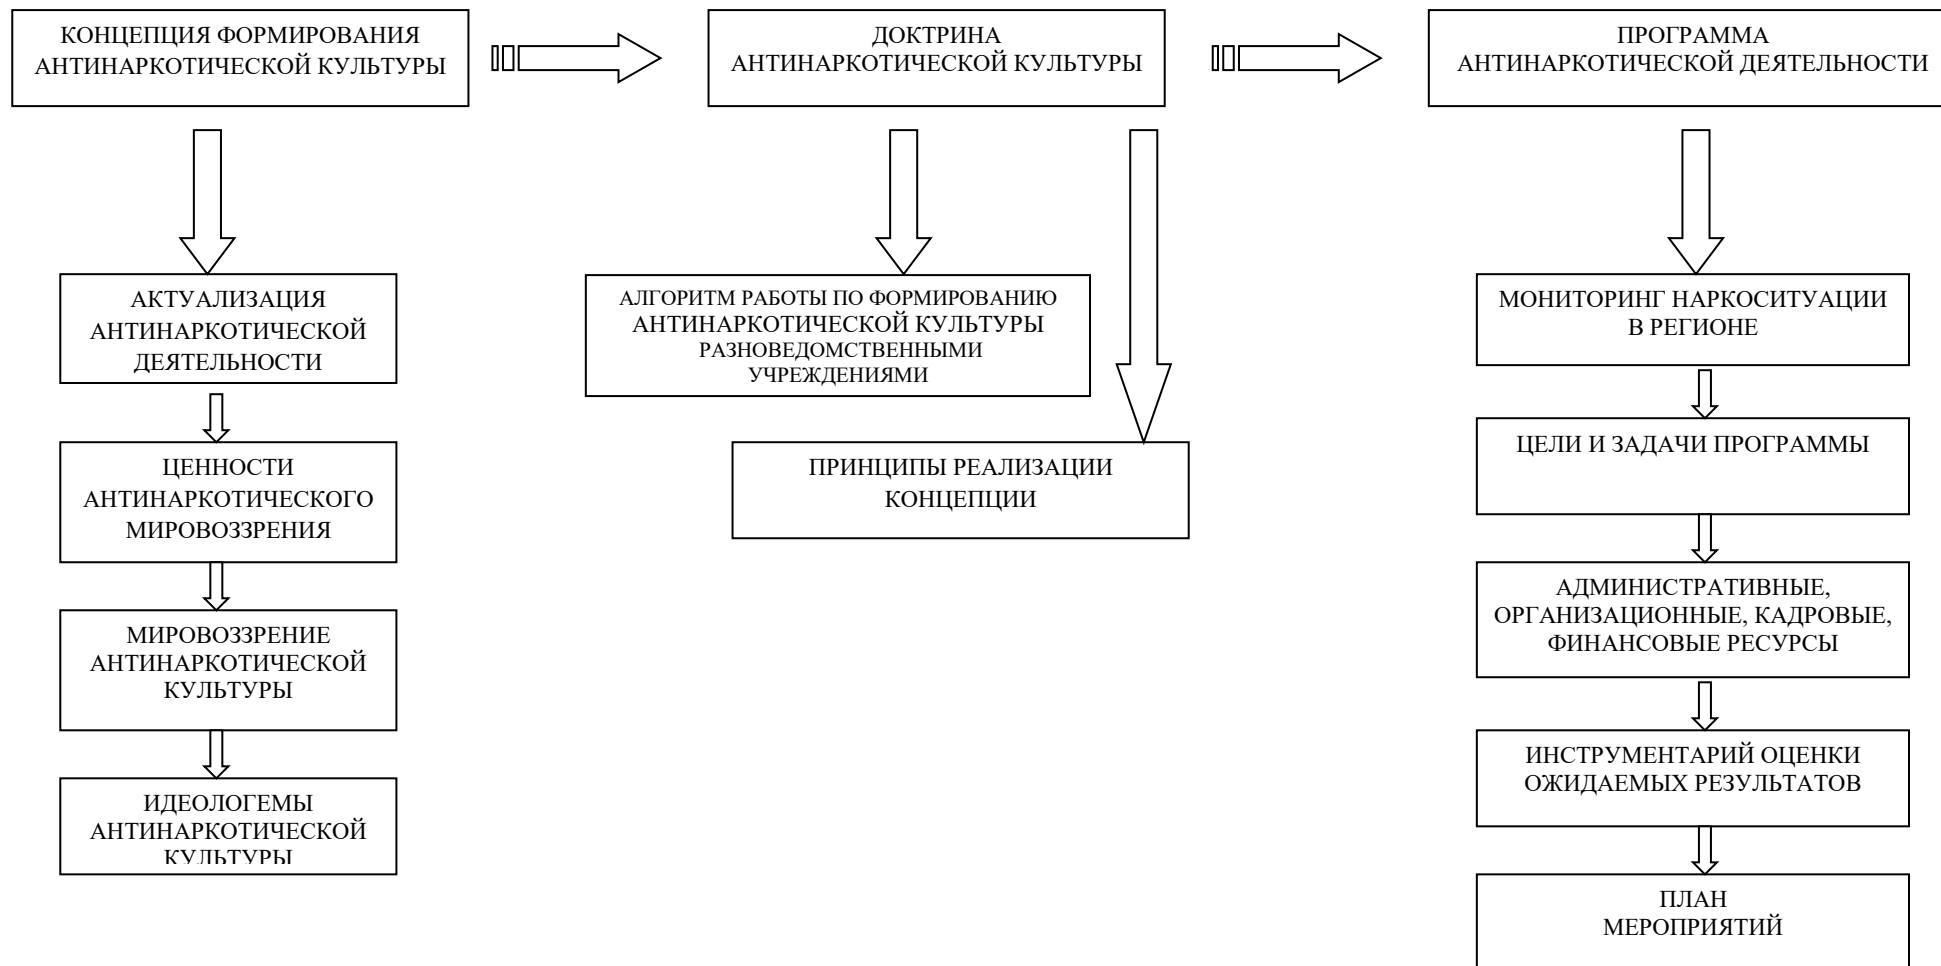 КОНЦЕПЦИЯ ФОРМИРОВАНИЯ
АНТИНАРКОТИЧЕСКОЙ КУЛЬТУРЫ
ДОКТРИНА
АНТИНАРКОТИЧЕСКОЙ КУЛЬТУРЫ
ПРОГРАММА
АНТИНАРКОТИЧЕСКОЙ ДЕЯТЕЛЬНОСТИ
АКТУАЛИЗАЦИЯ
АНТИНАРКОТИЧЕСКОЙ
ДЕЯТЕЛЬНОСТИ
ЦЕННОСТИ
АНТИНАРКОТИЧЕСКОГО
МИРОВОЗЗРЕНИЯ
МИРОВОЗЗРЕНИЕ
АНТИНАРКОТИЧЕСКОЙ
КУЛЬТУРЫ
ИДЕОЛОГЕМЫ
АНТИНАРКОТИЧЕСКОЙ
КУЛЬТУРЫ
АЛГОРИТМ РАБОТЫ ПО ФОРМИРОВАНИЮ
АНТИНАРКОТИЧЕСКОЙ КУЛЬТУРЫ
РАЗНОВЕДОМСТВЕННЫМИ
УЧРЕЖДЕНИЯМИ
ПРИНЦИПЫ РЕАЛИЗАЦИИ
КОНЦЕПЦИИ
МОНИТОРИНГ НАРКОСИТУАЦИИ
В РЕГИОНЕ
ЦЕЛИ И ЗАДАЧИ ПРОГРАММЫ
АДМИНИСТРАТИВНЫЕ,
ОРГАНИЗАЦИОННЫЕ, КАДРОВЫЕ,
ФИНАНСОВЫЕ РЕСУРСЫ
ИНСТРУМЕНТАРИЙ ОЦЕНКИ
ОЖИДАЕМЫХ РЕЗУЛЬТАТОВ
ПЛАН
МЕРОПРИЯТИЙ